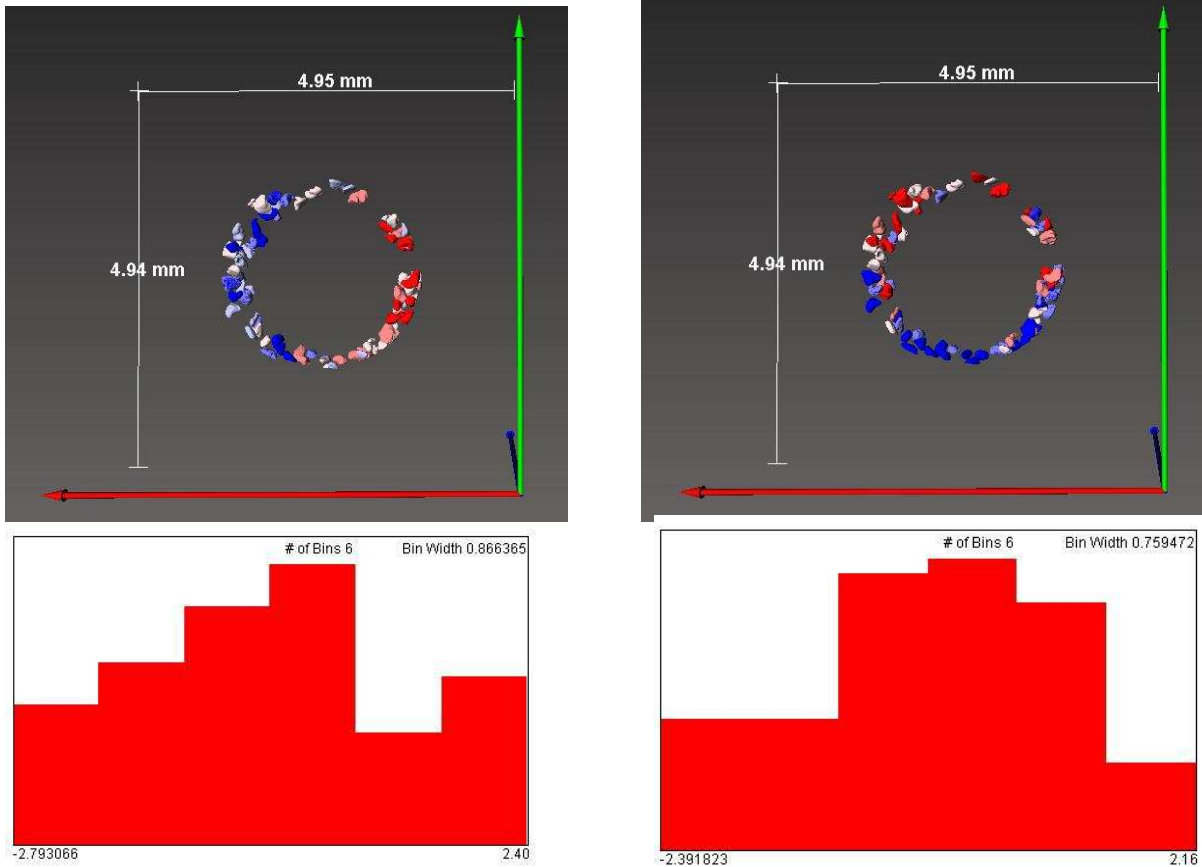 4.95 mm
4.94 mm
4.95 mm
4.94 mm
# of Bins 6 Bin Width 0.866365
-2.793066 2.40
# of Bins 6 Bin Width 0.759472
-2.391823 2.16